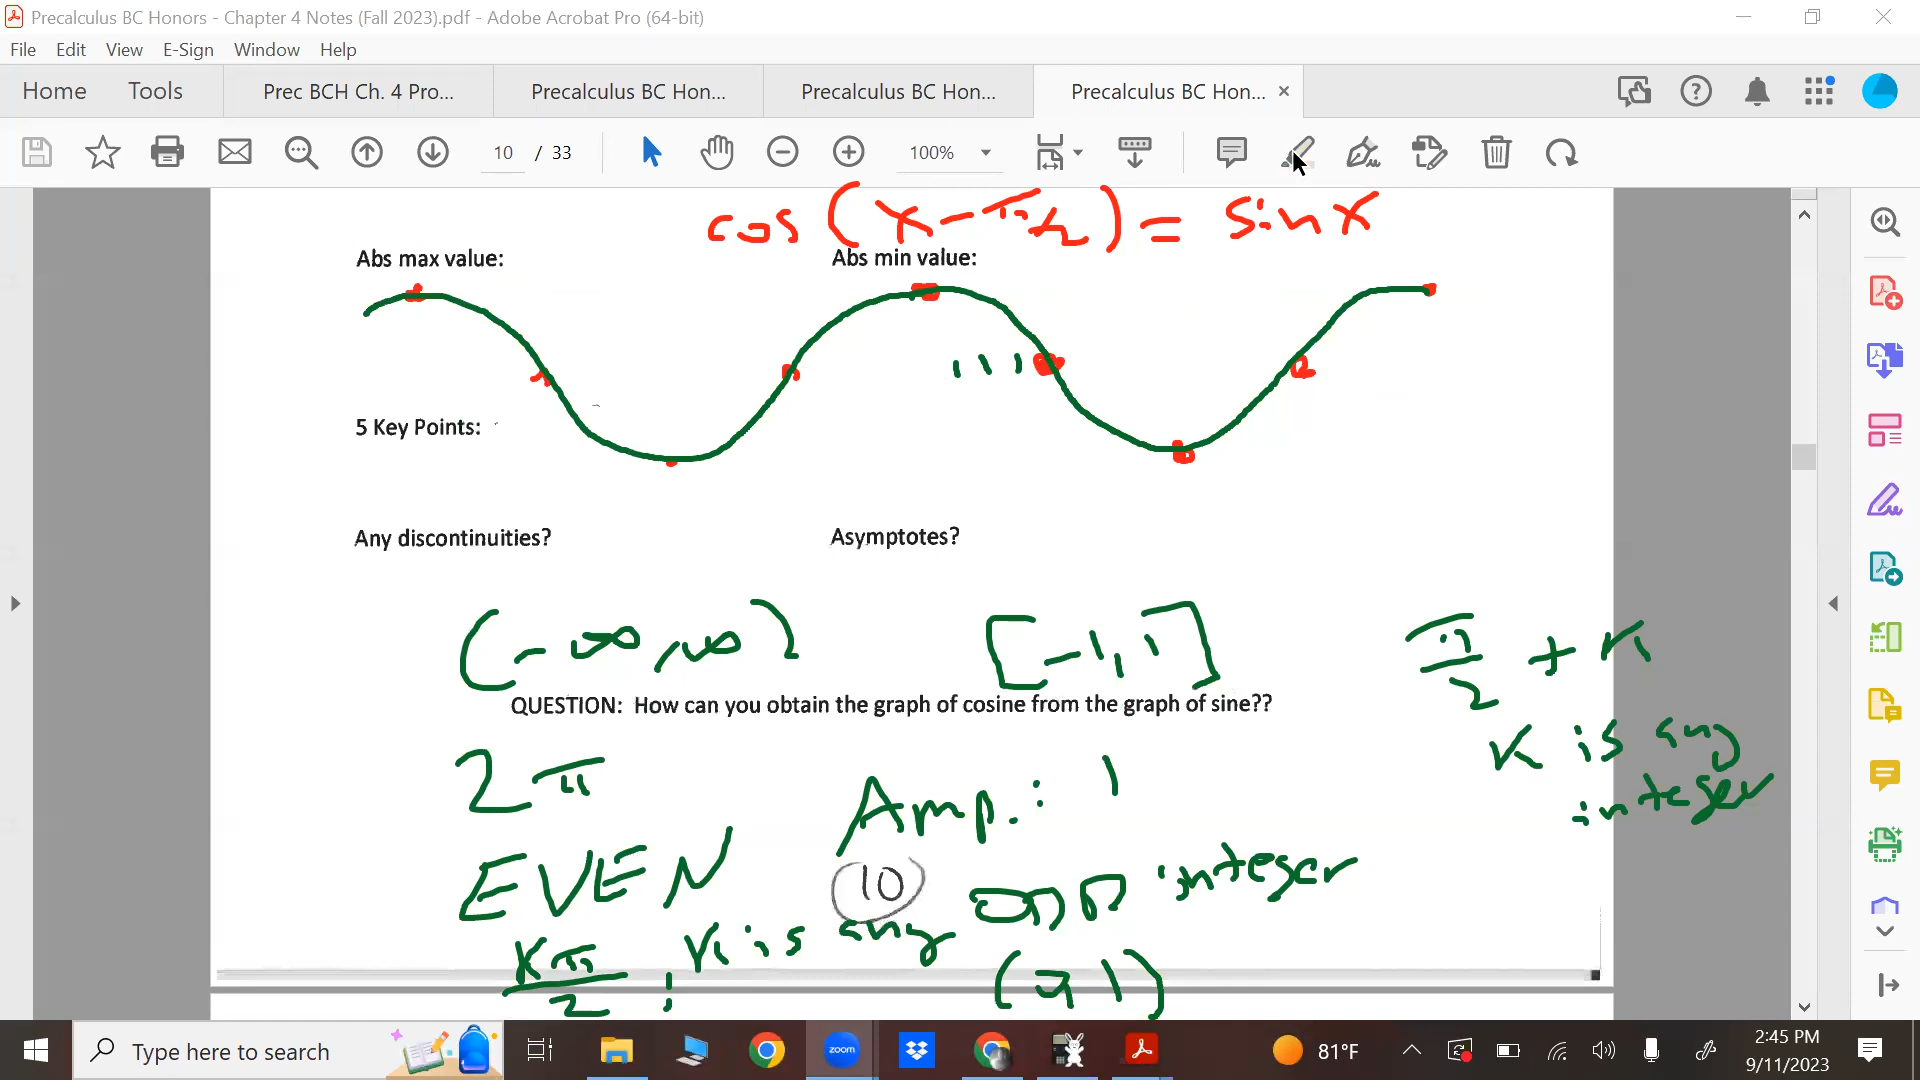 Precalculus BC Honors - Chapter 4 Notes (Fall 2023).pdf - Adobe Acrobat Pro (64-bit)
File Edit View E-Sign Window Help
Home Tools Prec BCH Ch. 4 Pro... Precalculus BC Hon... Precalculus BC Hon... Precalculus BC Hon... ×
10 / 33 100%
cos (x - π/2) = sin x
Abs max value: Abs min value:
5 Key Points:
Any discontinuities? Asymptotes?
(-∞, ∞) [-1, 1] π/2 + K
QUESTION: How can you obtain the graph of cosine from the graph of sine??
K is any
integer
2π Amp.: 1
EVEN 10 ODD integer
Kπ/2 ; K is any
Type here to search
zoom
81°F
2:45 PM
9/11/2023